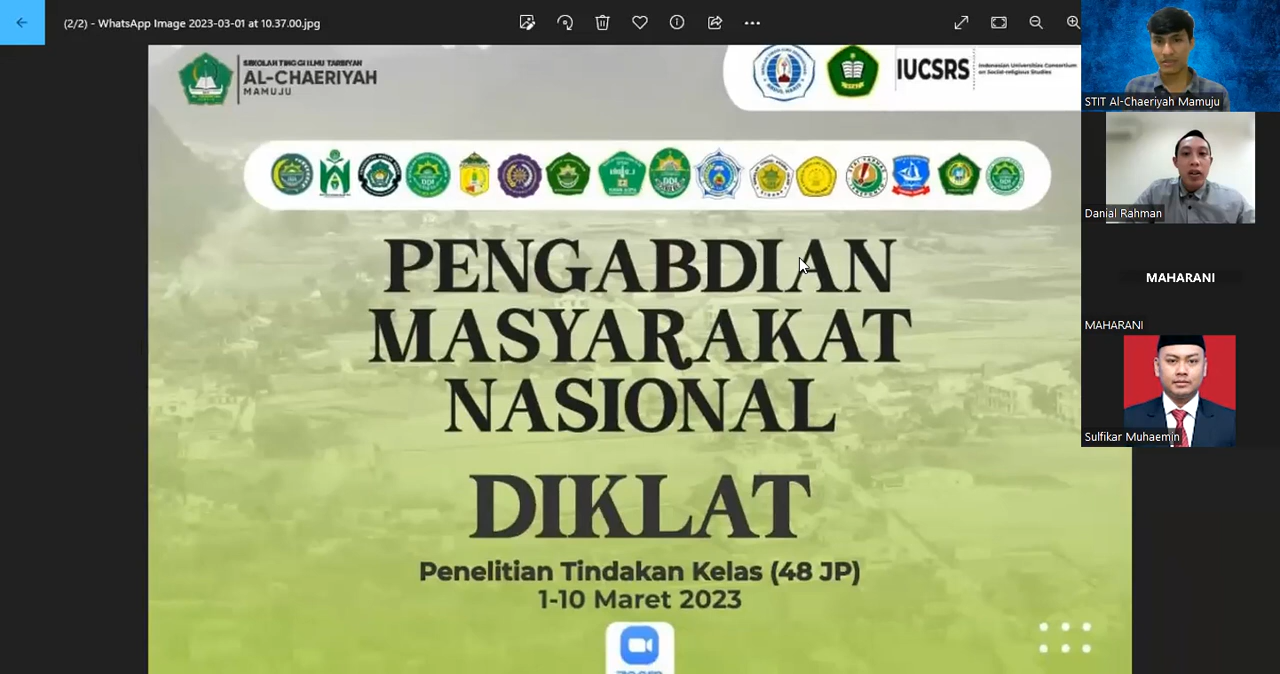 (2/2) - WhatsApp Image 2023-03-01 at 10.37.00.jpg
SEKOLAH TINGGI ILMU TARBIYAH
AL-CHAERIYAH
MAMUJU
IUCSRS
Indonesian Universities Consortium
on Social-religious Studies
PENGABDIAN
MASYARAKAT
NASIONAL
DIKLAT
Penelitian Tindakan Kelas (48 JP)
1-10 Maret 2023
zoom
STIT Al-Chaeriyah Mamuju
Danial Rahman
MAHARANI
MAHARANI
Sulfikar Muhaemin